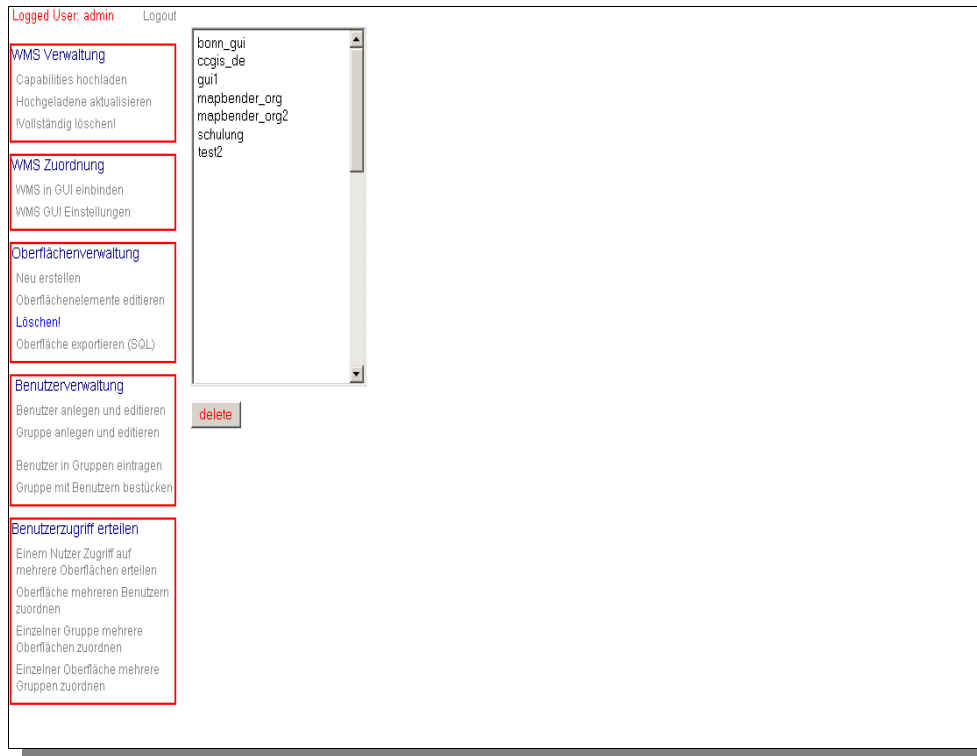 Logged User: admin Logout
WMS Verwaltung
Capabilities hochladen
Hochgeladene aktualisieren
!Vollständig löschen!
WMS Zuordnung
WMS in GUI einbinden
WMS GUI Einstellungen
Oberflächenverwaltung
Neu erstellen
Oberflächenelemente editieren
Löschen!
Oberfläche exportieren (SQL)
Benutzerverwaltung
Benutzer anlegen und editieren
Gruppe anlegen und editieren
Benutzer in Gruppen eintragen
Gruppe mit Benutzern bestücken
Benutzerzugriff erteilen
Einem Nutzer Zugriff auf
mehrere Oberflächen erteilen
Oberfläche mehreren Benutzern
zuordnen
Einzelner Gruppe mehrere
Oberflächen zuordnen
Einzelner Oberfläche mehrere
Gruppen zuordnen
bonn_gui
ccgis_de
gui1
mapbender_org
mapbender_org2
schulung
test2
delete